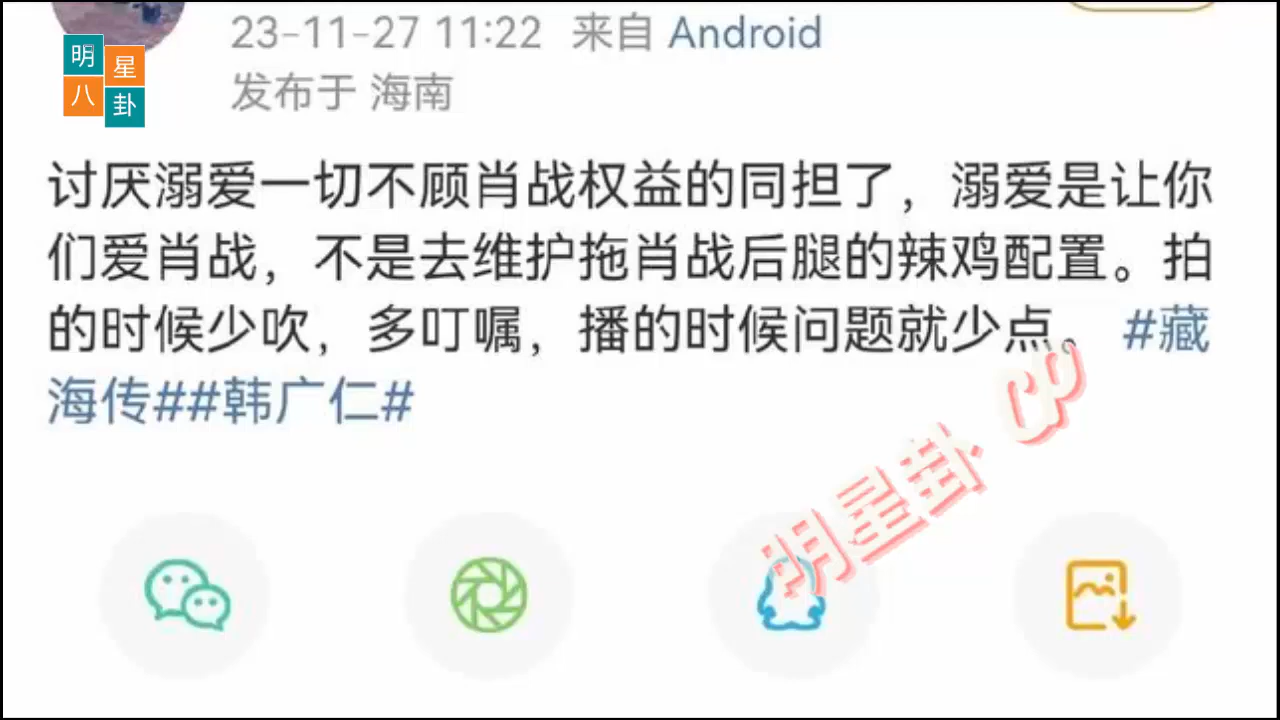 23-11-27 11:22 来自 Android
发布于 海南
明星
八卦
讨厌溺爱一切不顾肖战权益的同担了，溺爱是让你
们爱肖战，不是去维护拖肖战后腿的辣鸡配置。拍
的时候少吹，多叮嘱，播的时候问题就少点。 #藏
海传##韩广仁#
明星卦